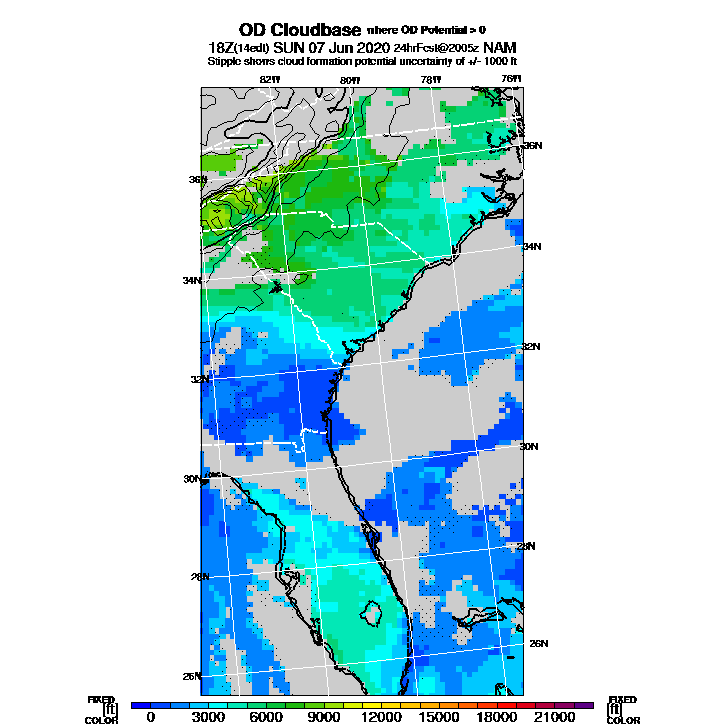 OD Cloudbase where OD Potential > 0
18Z(14edt) SUN 07 Jun 2020 24hrFcst@2005z NAM
Stipple shows cloud formation potential uncertainty of +/- 1000 ft
82W 80W 78W 76W
36N
36N
34N
34N
32N
32N
30N
30N
28N
28N
26N
26N
FIXED FIXED
[ft] 0 3000 6000 9000 12000 15000 18000 21000 [ft]
COLOR COLOR